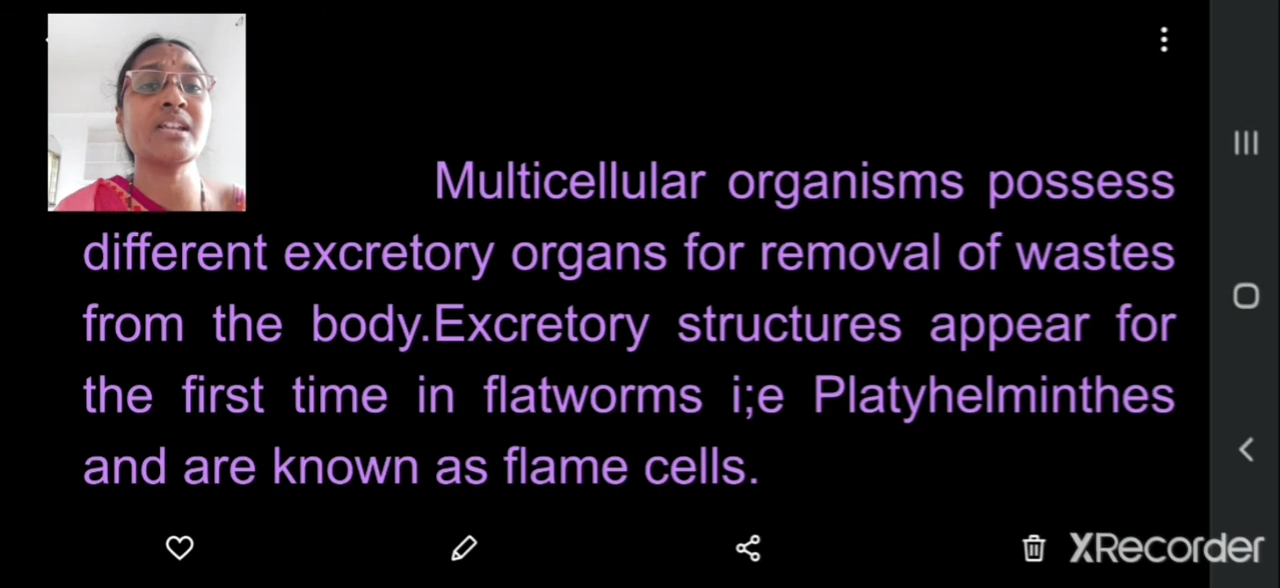 Multicellular organisms possess
different excretory organs for removal of wastes
from the body.Excretory structures appear for
the first time in flatworms i;e Platyhelminthes
and are known as flame cells.
XRecorder